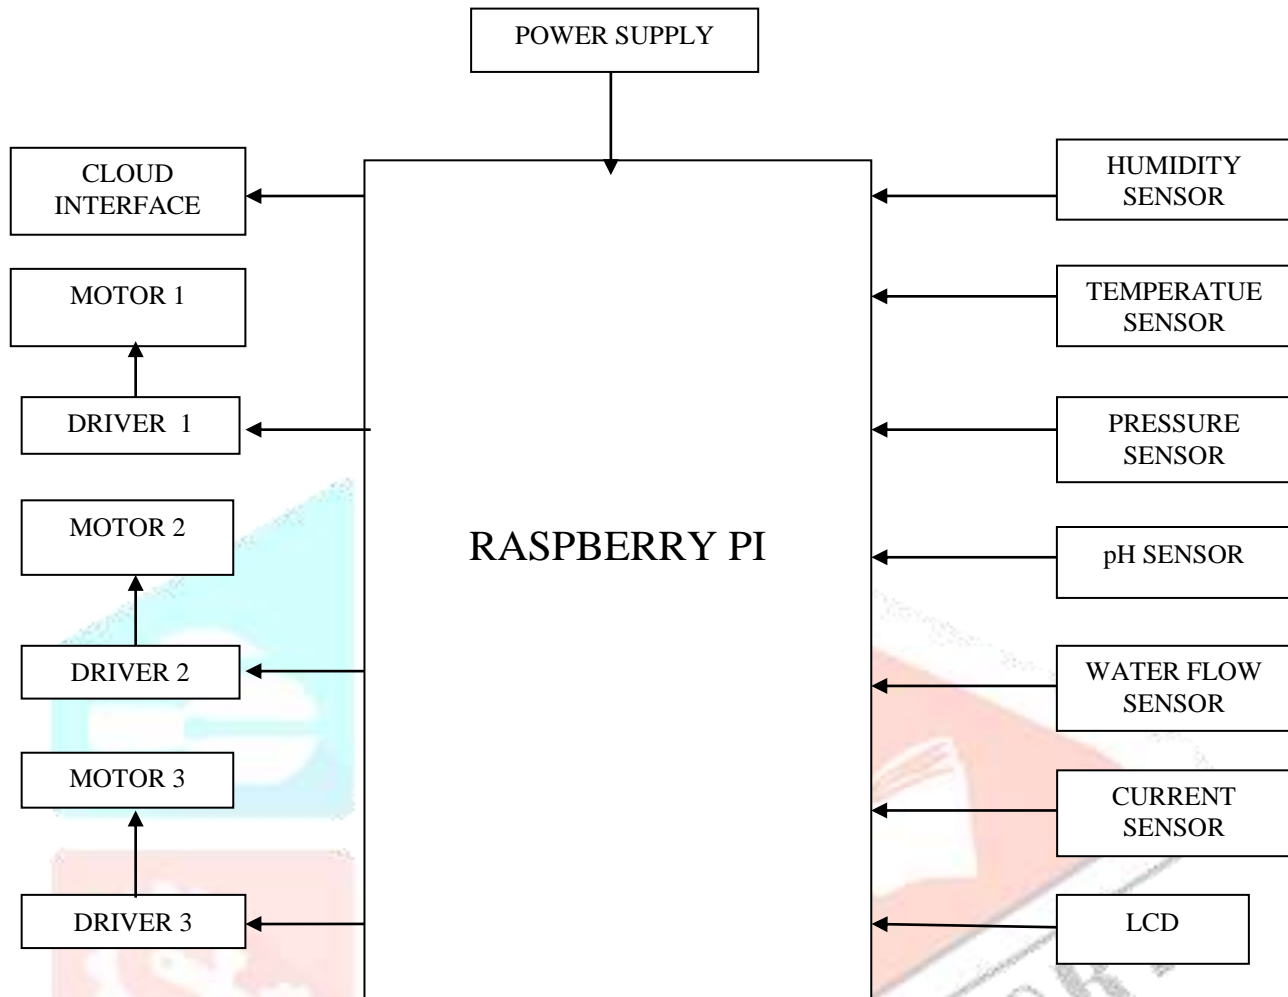 POWER SUPPLY
CLOUD
INTERFACE
MOTOR 1
DRIVER 1
MOTOR 2
DRIVER 2
MOTOR 3
DRIVER 3
RASPBERRY PI
HUMIDITY
SENSOR
TEMPERATUE
SENSOR
PRESSURE
SENSOR
pH SENSOR
WATER FLOW
SENSOR
CURRENT
SENSOR
LCD